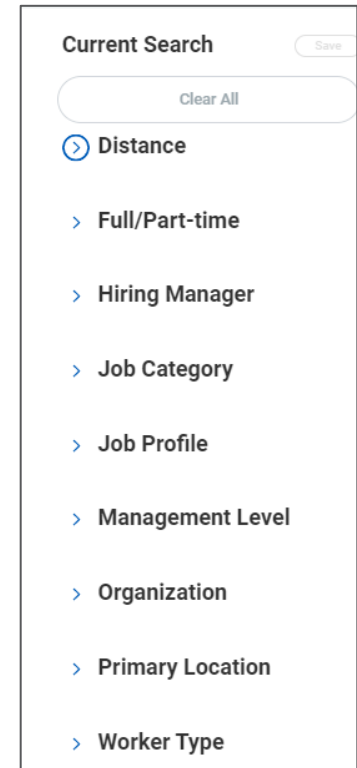 Current Search
Save
Clear All
Distance
Full/Part-time
Hiring Manager
Job Category
Job Profile
Management Level
Organization
Primary Location
Worker Type